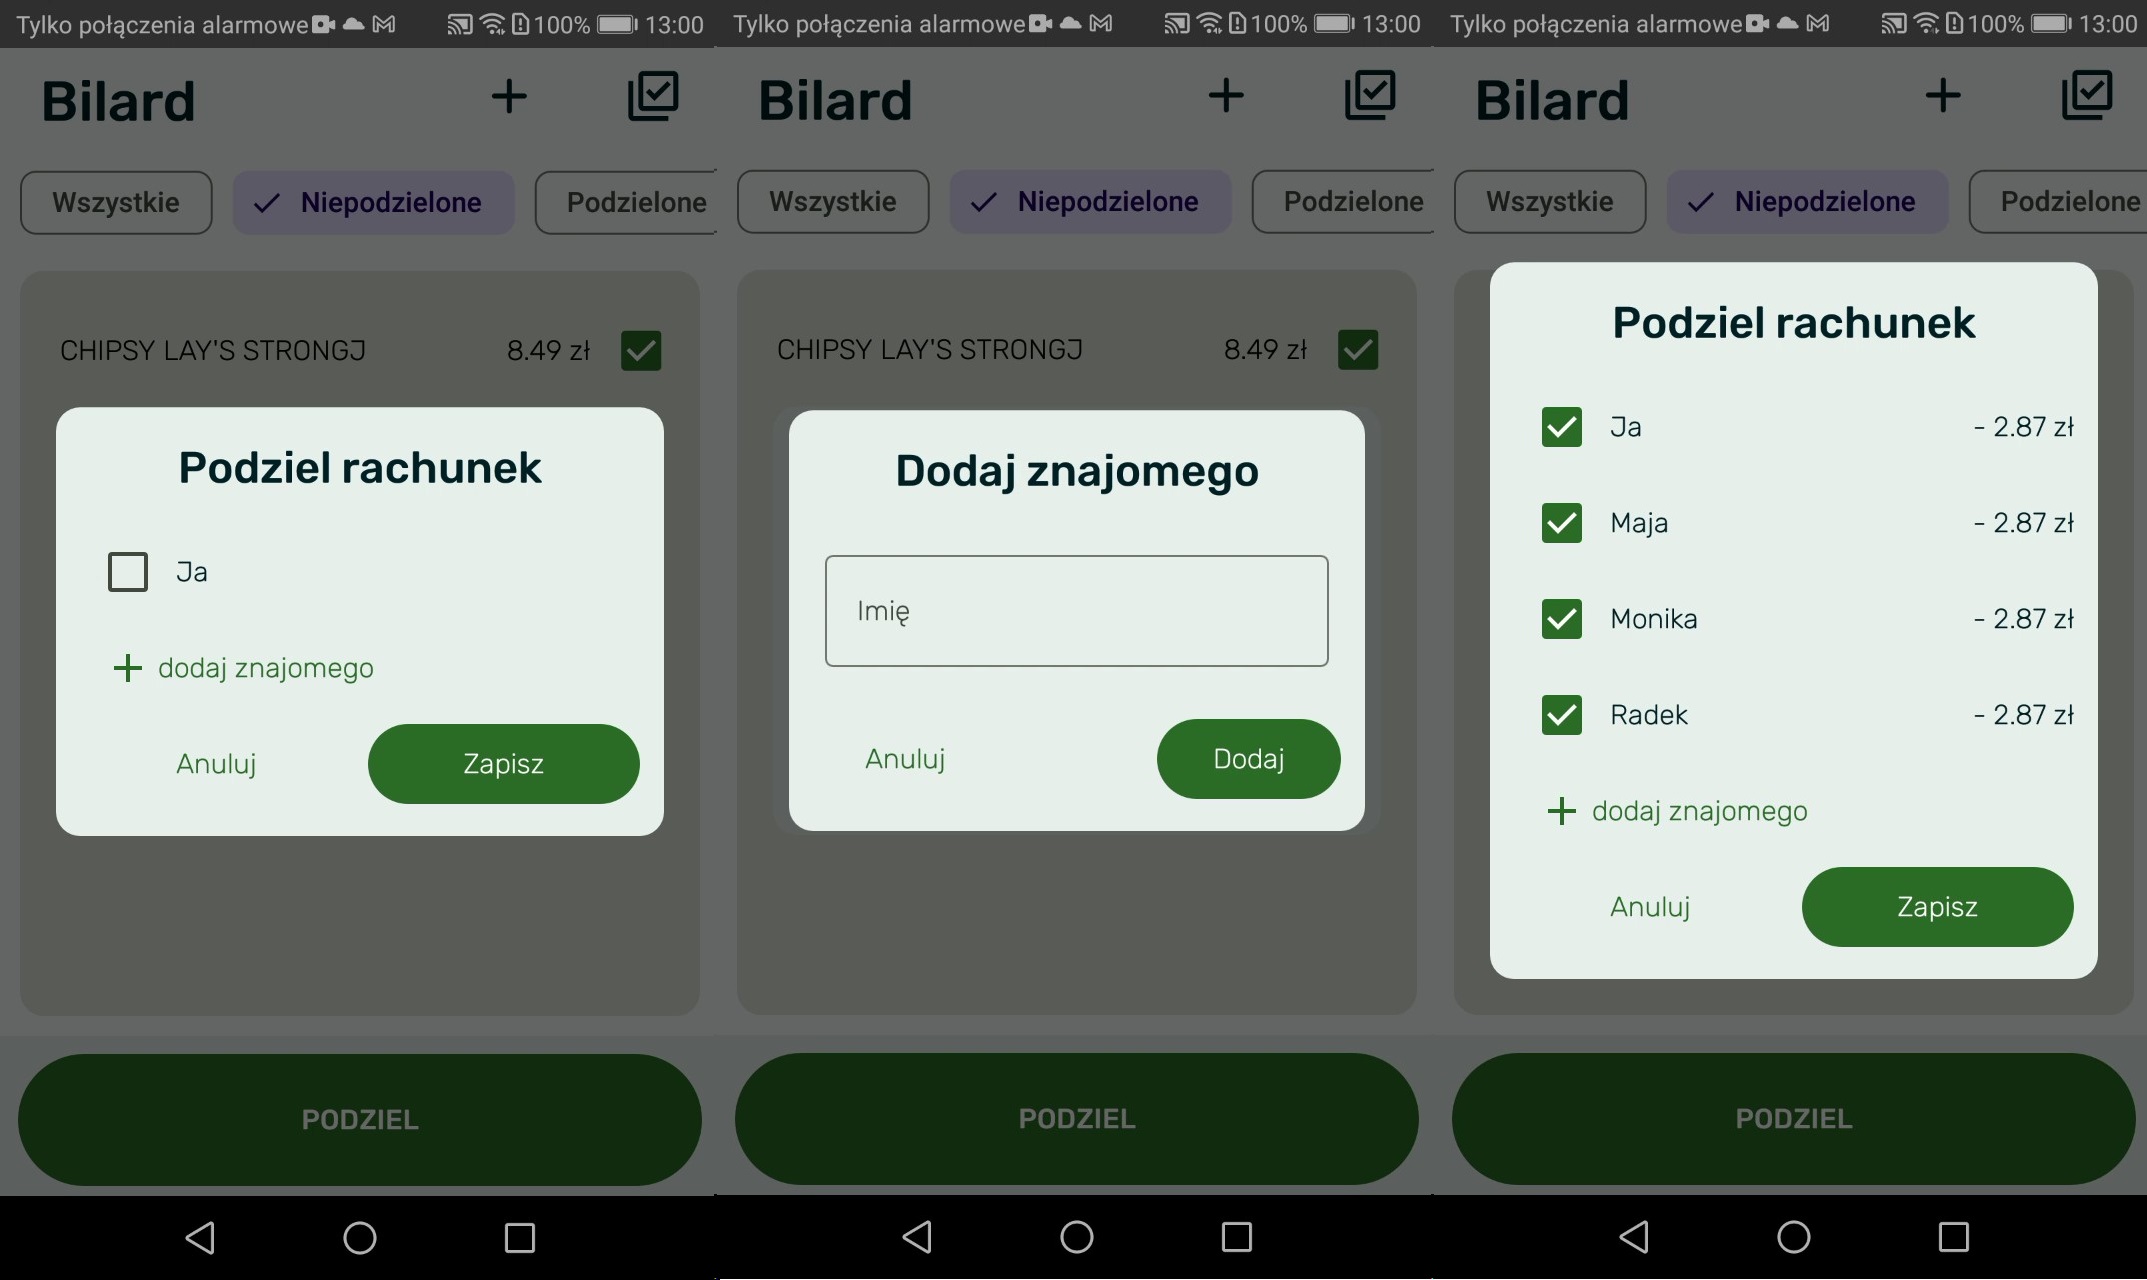 Tylko połączenia alarmowe 100% 13:00
Bilard
Wszystkie Niepodzielone Podzielone
CHIPSY LAY'S STRONGJ 8.49 zł
Podziel rachunek
Ja
+ dodaj znajomego
Anuluj Zapisz
PODZIEL
Tylko połączenia alarmowe 100% 13:00
Bilard
Wszystkie Niepodzielone Podzielone
CHIPSY LAY'S STRONGJ 8.49 zł
Dodaj znajomego
Imię
Anuluj Dodaj
PODZIEL
Tylko połączenia alarmowe 100% 13:00
Bilard
Wszystkie Niepodzielone Podzielone
Podziel rachunek
Ja - 2.87 zł
Maja - 2.87 zł
Monika - 2.87 zł
Radek - 2.87 zł
+ dodaj znajomego
Anuluj Zapisz
PODZIEL